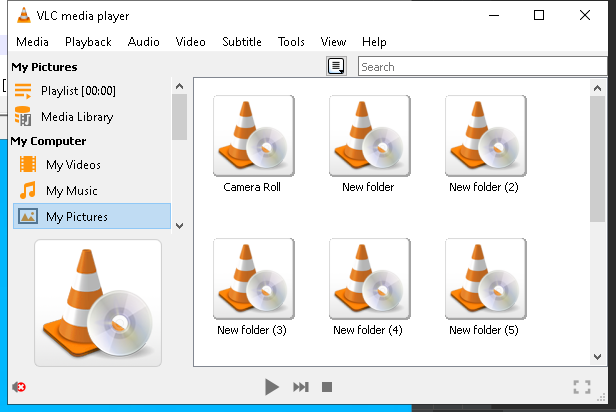 VLC media player
Media Playback Audio Video Subtitle Tools View Help
My Pictures
Search
Playlist [00:00]
Media Library
My Computer
My Videos
My Music
My Pictures
Camera Roll
New folder
New folder (2)
New folder (3)
New folder (4)
New folder (5)